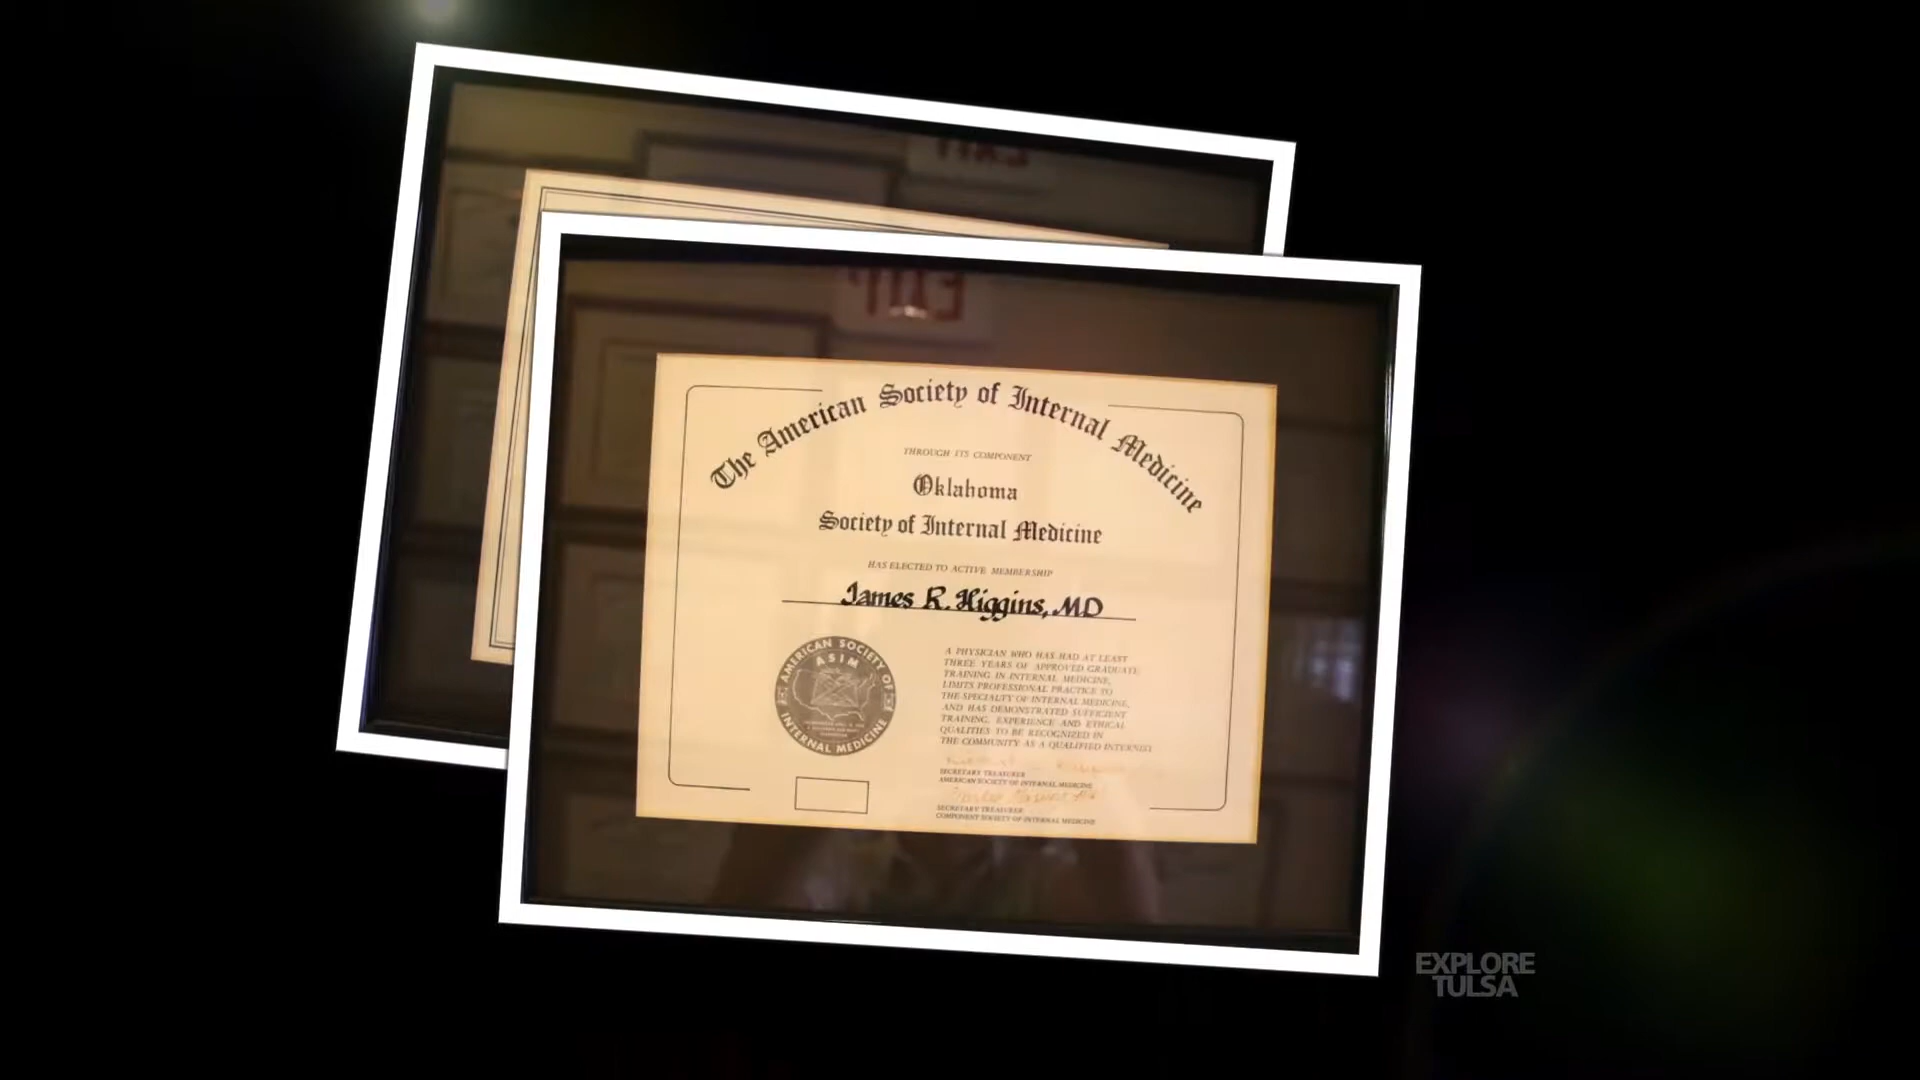 EXIT
The American Society of Internal Medicine
THROUGH ITS COMPONENT
Oklahoma
Society of Internal Medicine
HAS ELECTED TO ACTIVE MEMBERSHIP
James R. Higgins, MD
AMERICAN SOCIETY OF
INTERNAL MEDICINE
ASIM
A PHYSICIAN WHO HAS HAD AT LEAST
THREE YEARS OF APPROVED GRADUATE
TRAINING IN INTERNAL MEDICINE,
LIMITS PROFESSIONAL PRACTICE TO
THE SPECIALTY OF INTERNAL MEDICINE,
AND HAS DEMONSTRATED SUFFICIENT
TRAINING, EXPERIENCE AND ETHICAL
QUALITIES TO BE RECOGNIZED IN
THE COMMUNITY AS A QUALIFIED INTERNIST.
SECRETARY TREASURER
AMERICAN SOCIETY OF INTERNAL MEDICINE
SECRETARY TREASURER
COMPONENT SOCIETY OF INTERNAL MEDICINE
EXPLORE
TULSA